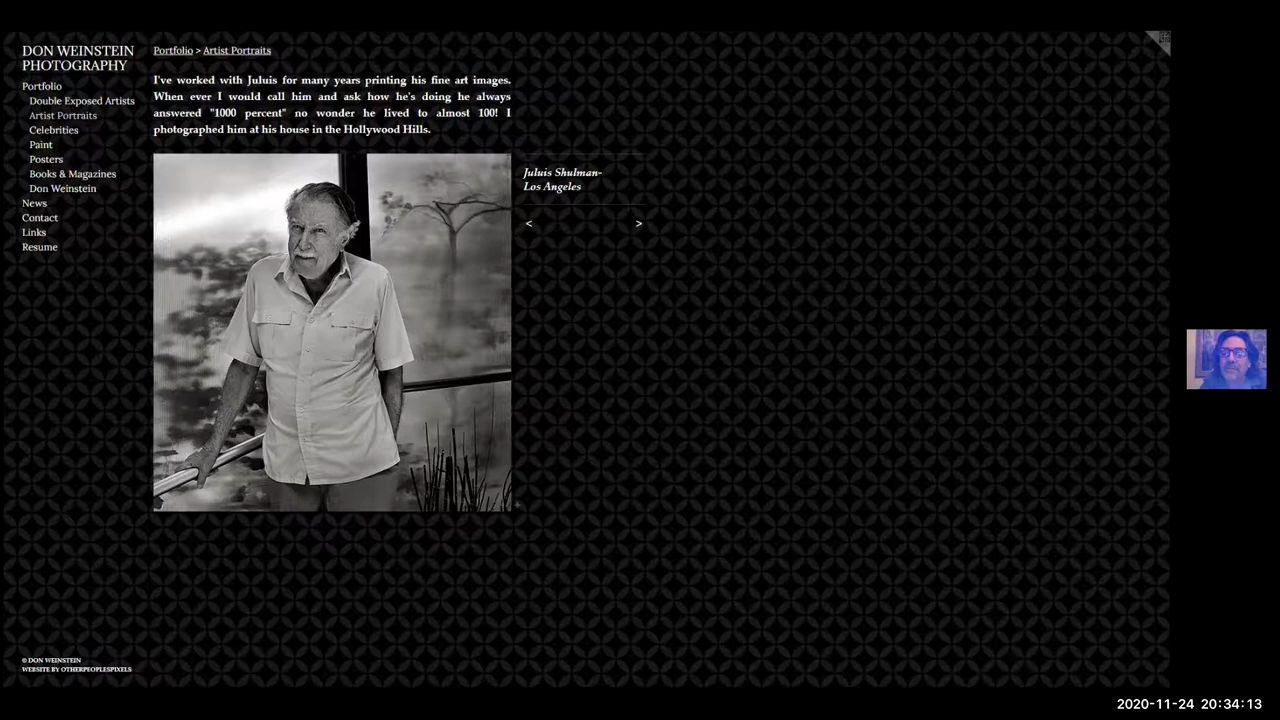 DON WEINSTEIN
PHOTOGRAPHY
Portfolio
Double Exposed Artists
Artist Portraits
Celebrities
Paint
Posters
Books & Magazines
Don Weinstein
News
Contact
Links
Resume
Portfolio > Artist Portraits
I've worked with Juluis for many years printing his fine art images.
When ever I would call him and ask how he's doing he always
answered "1000 percent" no wonder he lived to almost 100! I
photographed him at his house in the Hollywood Hills.
Juluis Shulman-
Los Angeles
< >
© DON WEINSTEIN
WEBSITE BY OTHERPEOPLESPIXELS
2020-11-24 20:34:13